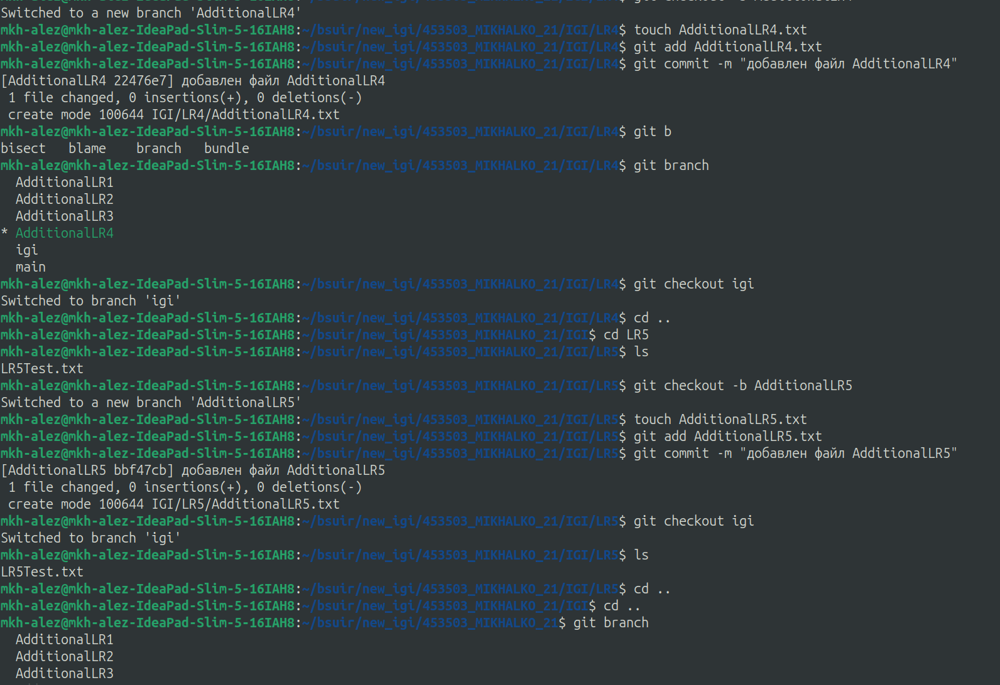 Switched to a new branch 'AdditionalLR4'
mkh-alez@mkh-alez-IdeaPad-Slim-5-16IAH8:~/bsuir/new_igi/453503_MIKHALKO_21/IGI/LR4$ touch AdditionalLR4.txt
mkh-alez@mkh-alez-IdeaPad-Slim-5-16IAH8:~/bsuir/new_igi/453503_MIKHALKO_21/IGI/LR4$ git add AdditionalLR4.txt
mkh-alez@mkh-alez-IdeaPad-Slim-5-16IAH8:~/bsuir/new_igi/453503_MIKHALKO_21/IGI/LR4$ git commit -m "добавлен файл AdditionalLR4"
[AdditionalLR4 22476e7] добавлен файл AdditionalLR4
 1 file changed, 0 insertions(+), 0 deletions(-)
 create mode 100644 IGI/LR4/AdditionalLR4.txt
mkh-alez@mkh-alez-IdeaPad-Slim-5-16IAH8:~/bsuir/new_igi/453503_MIKHALKO_21/IGI/LR4$ git b
bisect   blame    branch   bundle
mkh-alez@mkh-alez-IdeaPad-Slim-5-16IAH8:~/bsuir/new_igi/453503_MIKHALKO_21/IGI/LR4$ git branch
  AdditionalLR1
  AdditionalLR2
  AdditionalLR3
* AdditionalLR4
  igi
  main
mkh-alez@mkh-alez-IdeaPad-Slim-5-16IAH8:~/bsuir/new_igi/453503_MIKHALKO_21/IGI/LR4$ git checkout igi
Switched to branch 'igi'
mkh-alez@mkh-alez-IdeaPad-Slim-5-16IAH8:~/bsuir/new_igi/453503_MIKHALKO_21/IGI/LR4$ cd ..
mkh-alez@mkh-alez-IdeaPad-Slim-5-16IAH8:~/bsuir/new_igi/453503_MIKHALKO_21/IGI$ cd LR5
mkh-alez@mkh-alez-IdeaPad-Slim-5-16IAH8:~/bsuir/new_igi/453503_MIKHALKO_21/IGI/LR5$ ls
LR5Test.txt
mkh-alez@mkh-alez-IdeaPad-Slim-5-16IAH8:~/bsuir/new_igi/453503_MIKHALKO_21/IGI/LR5$ git checkout -b AdditionalLR5
Switched to a new branch 'AdditionalLR5'
mkh-alez@mkh-alez-IdeaPad-Slim-5-16IAH8:~/bsuir/new_igi/453503_MIKHALKO_21/IGI/LR5$ touch AdditionalLR5.txt
mkh-alez@mkh-alez-IdeaPad-Slim-5-16IAH8:~/bsuir/new_igi/453503_MIKHALKO_21/IGI/LR5$ git add AdditionalLR5.txt
mkh-alez@mkh-alez-IdeaPad-Slim-5-16IAH8:~/bsuir/new_igi/453503_MIKHALKO_21/IGI/LR5$ git commit -m "добавлен файл AdditionalLR5"
[AdditionalLR5 bbf47cb] добавлен файл AdditionalLR5
 1 file changed, 0 insertions(+), 0 deletions(-)
 create mode 100644 IGI/LR5/AdditionalLR5.txt
mkh-alez@mkh-alez-IdeaPad-Slim-5-16IAH8:~/bsuir/new_igi/453503_MIKHALKO_21/IGI/LR5$ git checkout igi
Switched to branch 'igi'
mkh-alez@mkh-alez-IdeaPad-Slim-5-16IAH8:~/bsuir/new_igi/453503_MIKHALKO_21/IGI/LR5$ ls
LR5Test.txt
mkh-alez@mkh-alez-IdeaPad-Slim-5-16IAH8:~/bsuir/new_igi/453503_MIKHALKO_21/IGI/LR5$ cd ..
mkh-alez@mkh-alez-IdeaPad-Slim-5-16IAH8:~/bsuir/new_igi/453503_MIKHALKO_21/IGI$ cd ..
mkh-alez@mkh-alez-IdeaPad-Slim-5-16IAH8:~/bsuir/new_igi/453503_MIKHALKO_21$ git branch
  AdditionalLR1
  AdditionalLR2
  AdditionalLR3